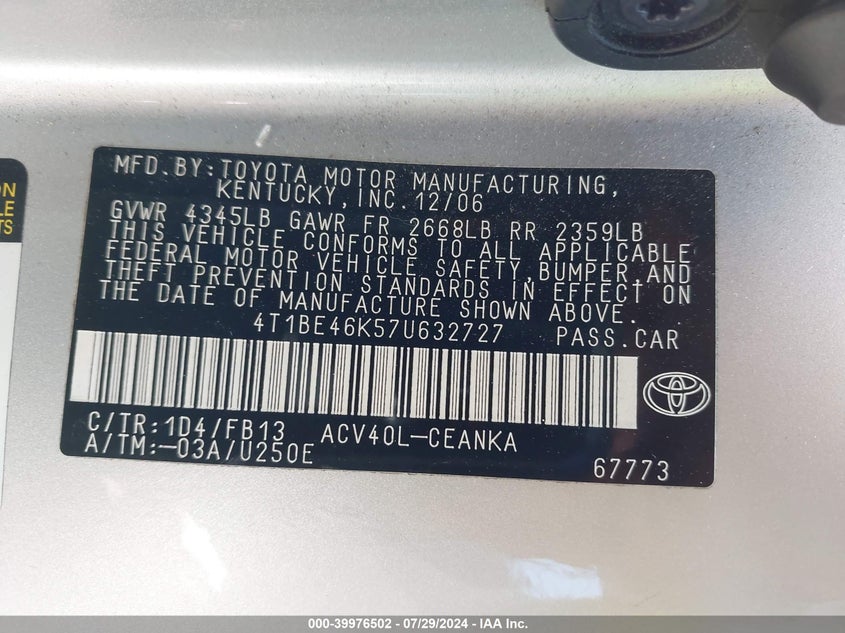 ON
LE
TS
MFD.BY:TOYOTA MOTOR MANUFACTURING,
KENTUCKY,INC.12/06
GVWR 4345LB GAWR FR 2668LB RR 2359LB
THIS VEHICLE CONFORMS TO ALL APPLICABLE
FEDERAL MOTOR VEHICLE SAFETY,BUMPER,AND
THEFT PREVENTION STANDARDS IN EFFECT ON
THE DATE OF MANUFACTURE SHOWN ABOVE.
4T1BE46K57U632727 PASS.CAR
C/TR:1D4/FB13 ACV40L-CEANKA
A/TM:-03A/U250E
67773
000-39976502 / 07/29/2024 - IAA Inc.